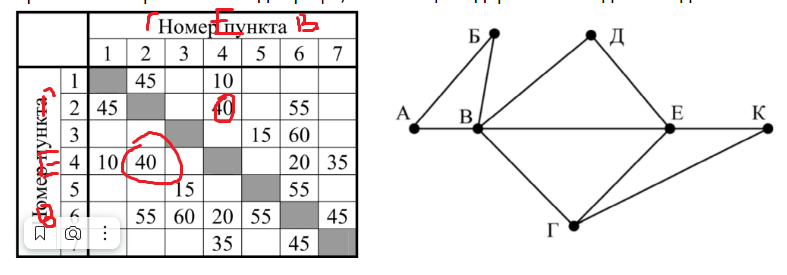 Г Е В
Номер пункта
1 2 3 4 5 6 7
1 45 10
2 45 40 55
3 15 60
4 10 40 20 35
5 15 55
6 55 60 20 55 45
35 45
Номер пункта
Б Д
А В Е К
Г